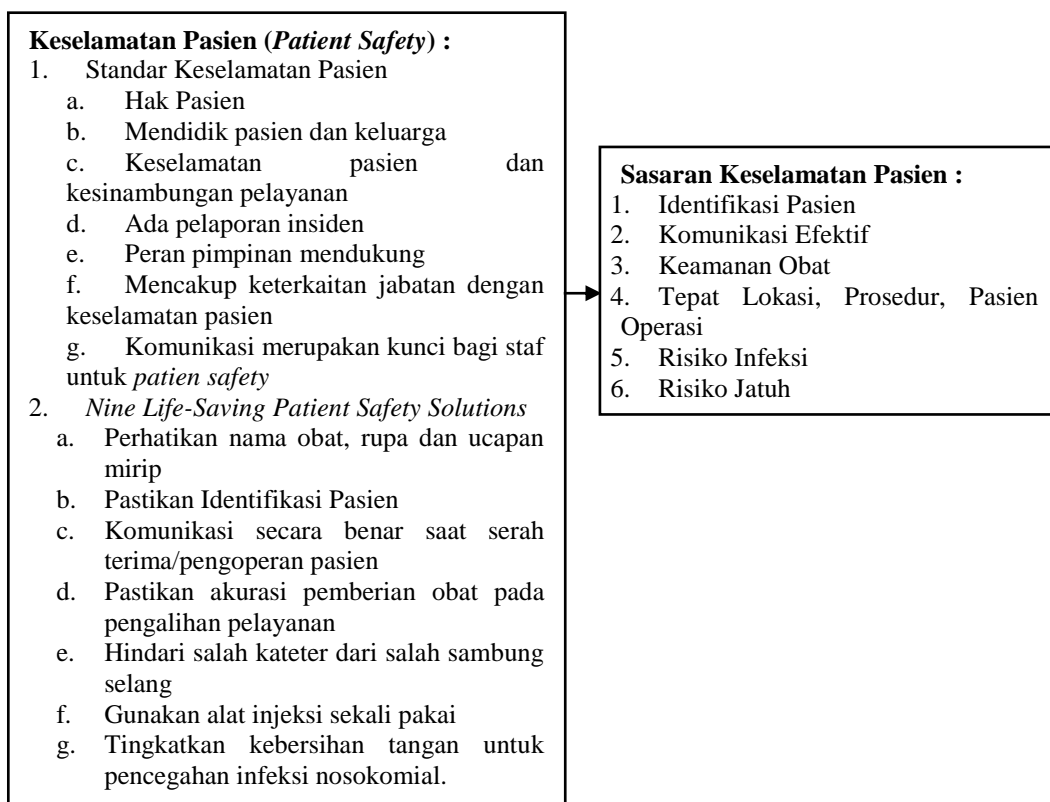 Keselamatan Pasien (Patient Safety) :
1. Standar Keselamatan Pasien
a. Hak Pasien
b. Mendidik pasien dan keluarga
c. Keselamatan pasien dan
kesinambungan pelayanan
d. Ada pelaporan insiden
e. Peran pimpinan mendukung
f. Mencakup keterkaitan jabatan dengan
keselamatan pasien
g. Komunikasi merupakan kunci bagi staf
untuk patien safety
2. Nine Life-Saving Patient Safety Solutions
a. Perhatikan nama obat, rupa dan ucapan
mirip
b. Pastikan Identifikasi Pasien
c. Komunikasi secara benar saat serah
terima/pengoperan pasien
d. Pastikan akurasi pemberian obat pada
pengalihan pelayanan
e. Hindari salah kateter dari salah sambung
selang
f. Gunakan alat injeksi sekali pakai
g. Tingkatkan kebersihan tangan untuk
pencegahan infeksi nosokomial.
Sasaran Keselamatan Pasien :
1. Identifikasi Pasien
2. Komunikasi Efektif
3. Keamanan Obat
4. Tepat Lokasi, Prosedur, Pasien
Operasi
5. Risiko Infeksi
6. Risiko Jatuh